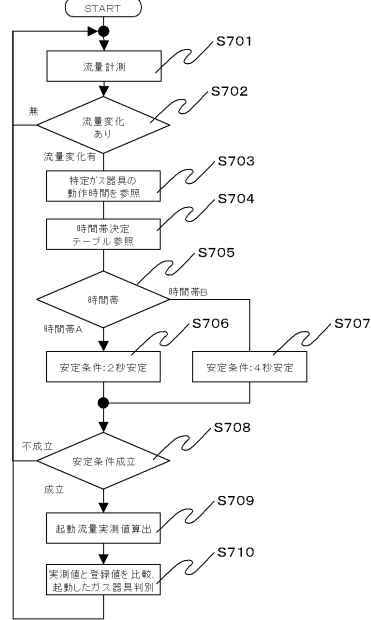 START
S701
流量計測
S702
無
流量変化
あり
流量変化有
S703
特定ガス器具の
動作時間を参照
S704
時間帯決定
テーブル参照
S705
時間帯
時間帯B
時間帯A
S706
S707
安定条件:2秒安定
安定条件:4秒安定
S708
不成立
安定条件成立
成立
S709
起動流量実測値算出
S710
実測値と登録値を比較、
起動したガス器具判別